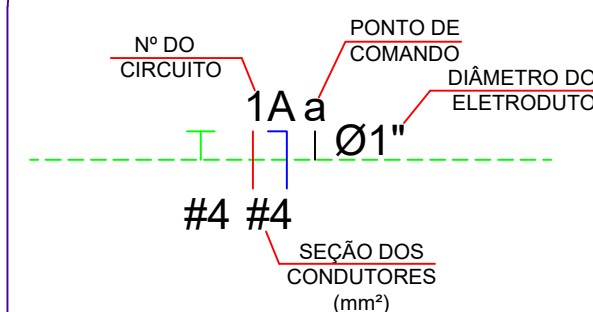 Nº DO
CIRCUITO
PONTO DE
COMANDO
DIÂMETRO DO
ELETRODUTO
1A a
Ø1"
#4 #4
SEÇÃO DOS
CONDUTORES
(mm²)